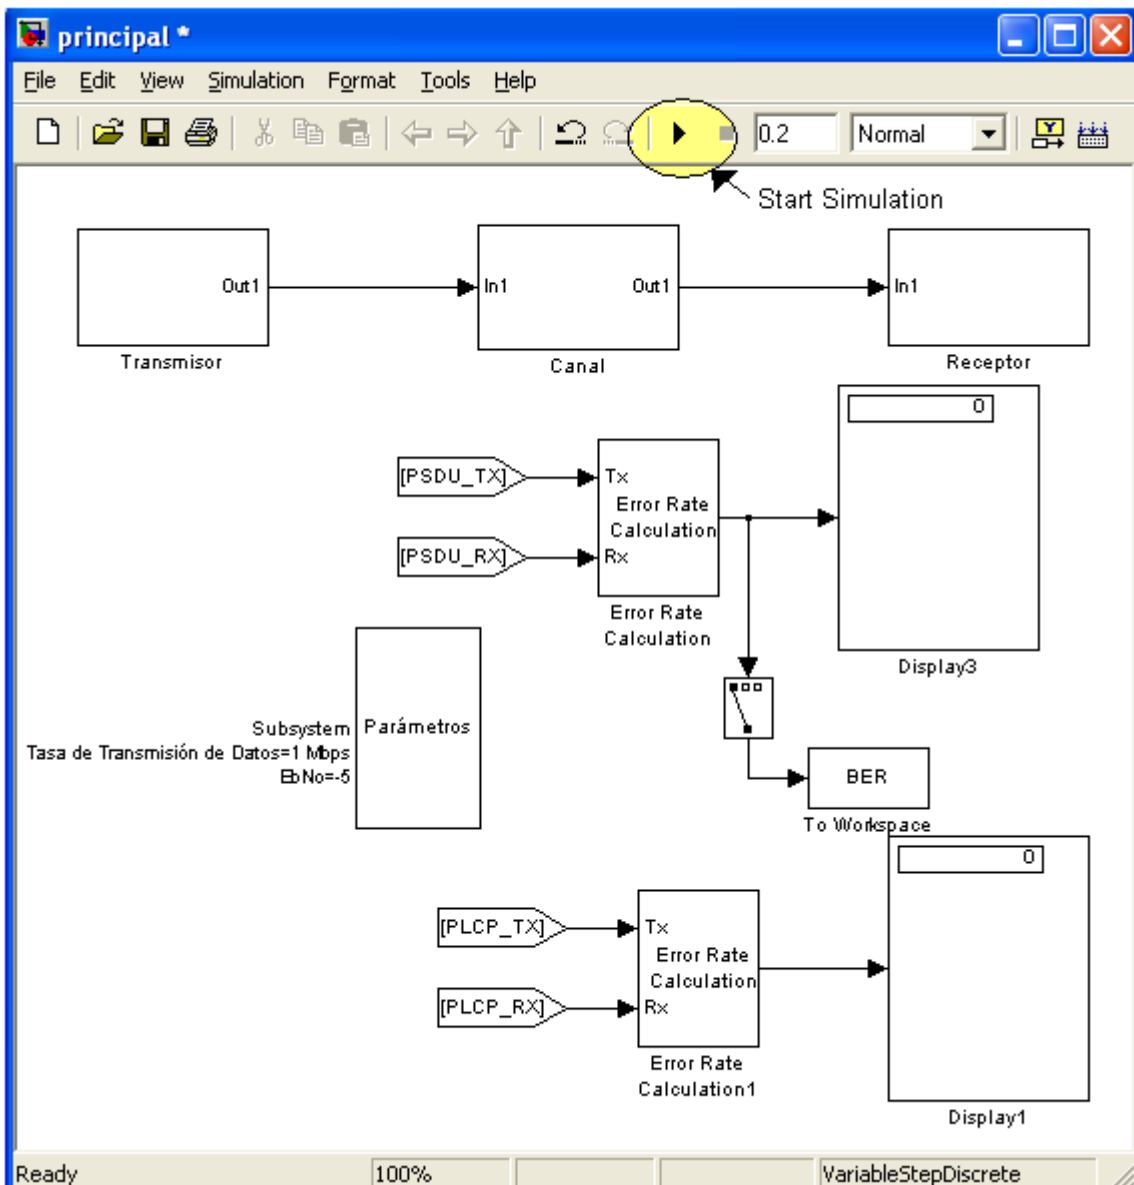 principal *
File Edit View Simulation Format Tools Help
0.2 Normal
Start Simulation
Out1
In1
Out1
In1
Transmisor
Canal
Receptor
0
[PSDU_TX]
Tx
Error Rate
Calculation
[PSDU_RX]
Rx
Error Rate
Calculation
Display3
Parámetros
Subsystem
Tasa de Transmisión de Datos=1 Mbps
EbNo=-5
BER
To Workspace
0
[PLCP_TX]
Tx
Error Rate
Calculation
[PLCP_RX]
Rx
Error Rate
Calculation1
Display1
Ready 100% VariableStepDiscrete